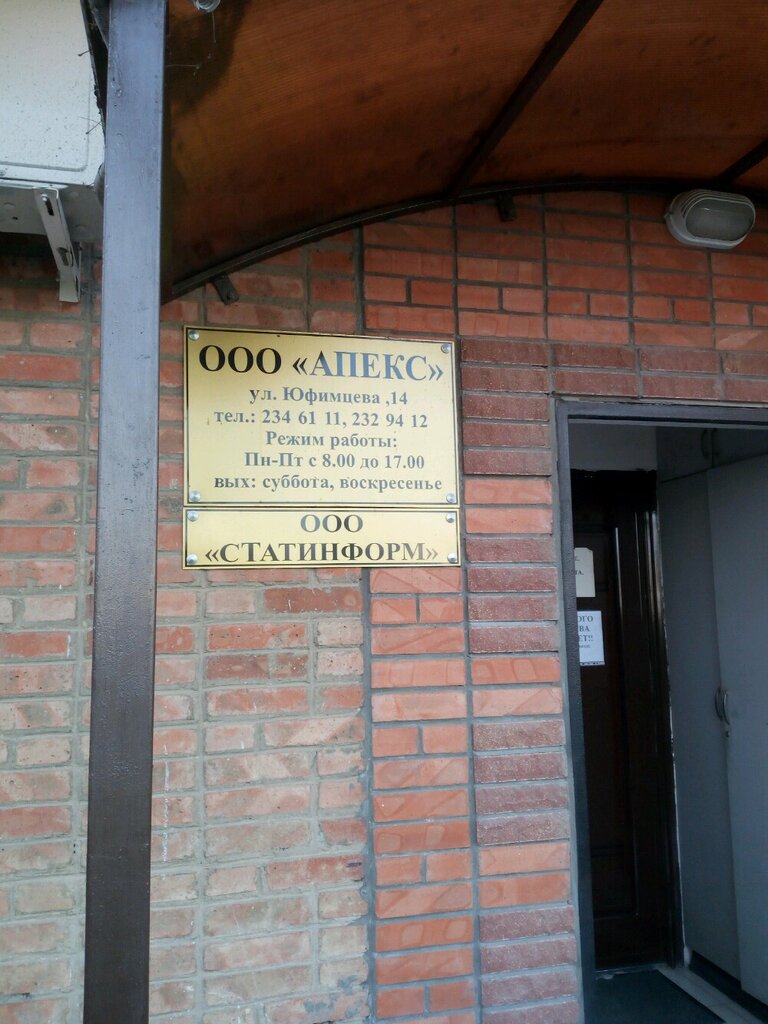 ООО «АПЕКС»
ул. Юфимцева ,14
тел.: 234 61 11, 232 94 12
Режим работы:
Пн-Пт с 8.00 до 17.00
вых: суббота, воскресенье
ООО
«СТАТИНФОРМ»